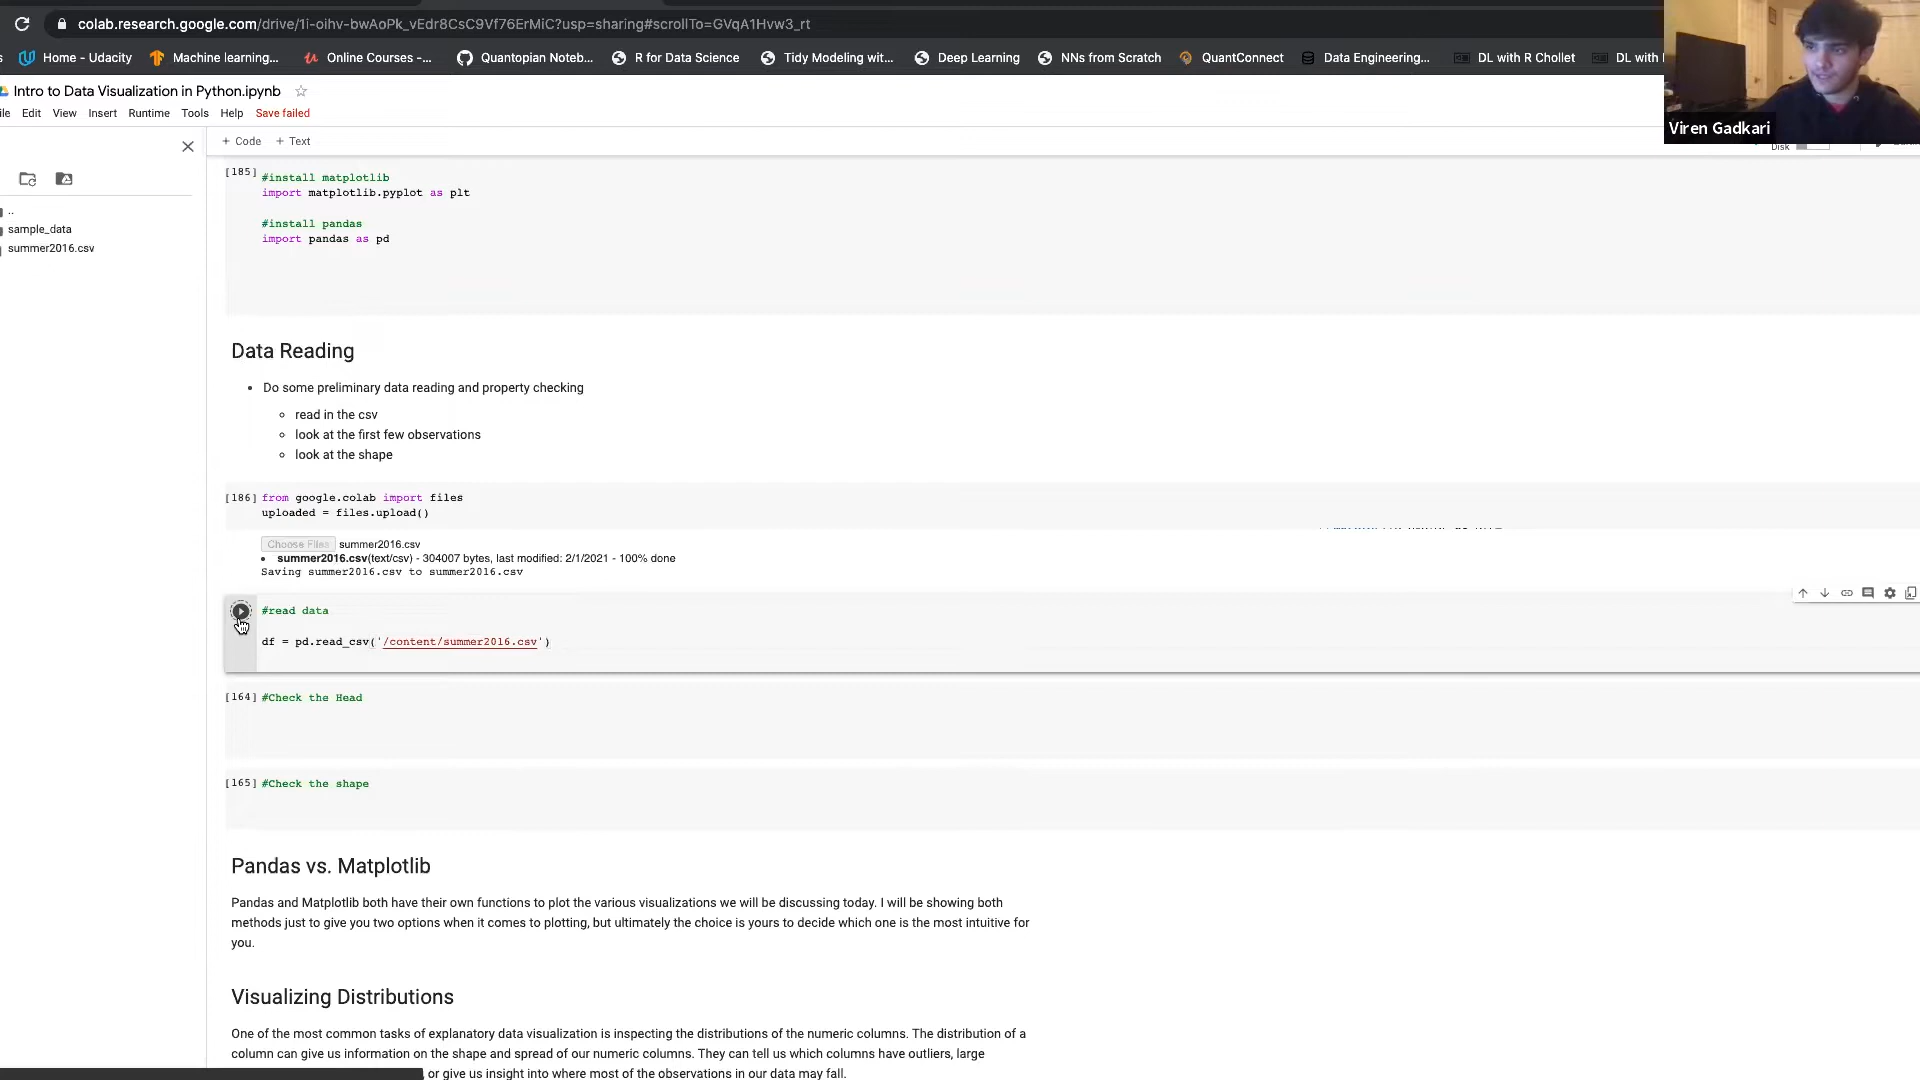 colab.research.google.com/drive/1i-oihv-bwAoPk_vEdr8CsC9Vf76ErMiC?usp=sharing#scrollTo=GVqA1Hvw3_rt
Home - Udacity Machine learning... Online Courses -... Quantopian Noteb... R for Data Science Tidy Modeling wit... Deep Learning NNs from Scratch QuantConnect Data Engineering... DL with R Chollet DL with
Viren Gadkari
Intro to Data Visualization in Python.ipynb
ile Edit View Insert Runtime Tools Help Save failed
+ Code + Text
Disk
..
sample_data
summer2016.csv
[185] #install matplotlib
import matplotlib.pyplot as plt
#install pandas
import pandas as pd
Data Reading
• Do some preliminary data reading and property checking
◦ read in the csv
◦ look at the first few observations
◦ look at the shape
[186] from google.colab import files
uploaded = files.upload()
Choose Files summer2016.csv
• summer2016.csv(text/csv) - 304007 bytes, last modified: 2/1/2021 - 100% done
Saving summer2016.csv to summer2016.csv
#read data
df = pd.read_csv('/content/summer2016.csv')
[164] #Check the Head
[165] #Check the shape
Pandas vs. Matplotlib
Pandas and Matplotlib both have their own functions to plot the various visualizations we will be discussing today. I will be showing both
methods just to give you two options when it comes to plotting, but ultimately the choice is yours to decide which one is the most intuitive for
you.
Visualizing Distributions
One of the most common tasks of explanatory data visualization is inspecting the distributions of the numeric columns. The distribution of a
column can give us information on the shape and spread of our numeric columns. They can tell us which columns have outliers, large
, or give us insight into where most of the observations in our data may fall.